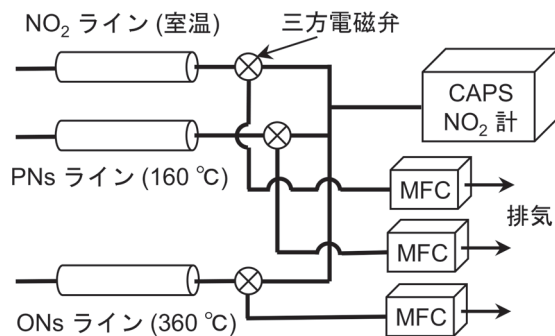 NO₂ ライン (室温)
三方電磁弁
CAPS
NO₂ 計
PNs ライン (160 ℃)
MFC
排気
MFC
MFC
ONs ライン (360 ℃)